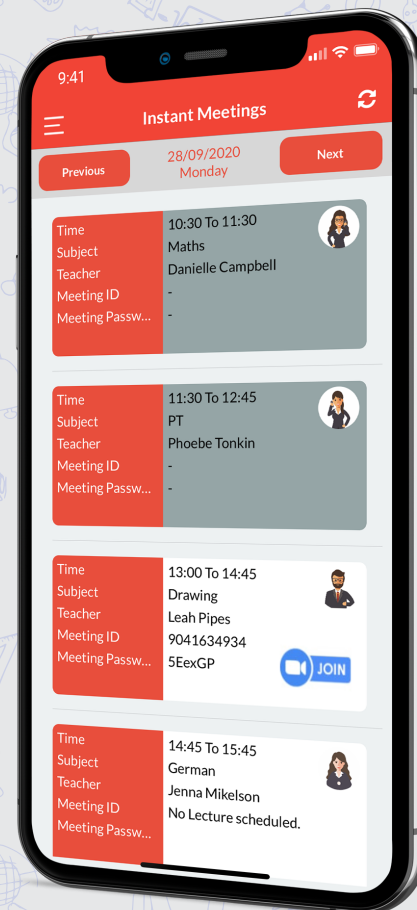 9:41
Instant Meetings
Previous
28/09/2020
Monday
Next
Time 10:30 To 11:30
Subject Maths
Teacher Danielle Campbell
Meeting ID -
Meeting Passw... -
Time 11:30 To 12:45
Subject PT
Teacher Phoebe Tonkin
Meeting ID -
Meeting Passw... -
Time 13:00 To 14:45
Subject Drawing
Teacher Leah Pipes
Meeting ID 9041634934
Meeting Passw... 5EexGP
JOIN
Time 14:45 To 15:45
Subject German
Teacher Jenna Mikelson
Meeting ID No Lecture scheduled.
Meeting Passw...